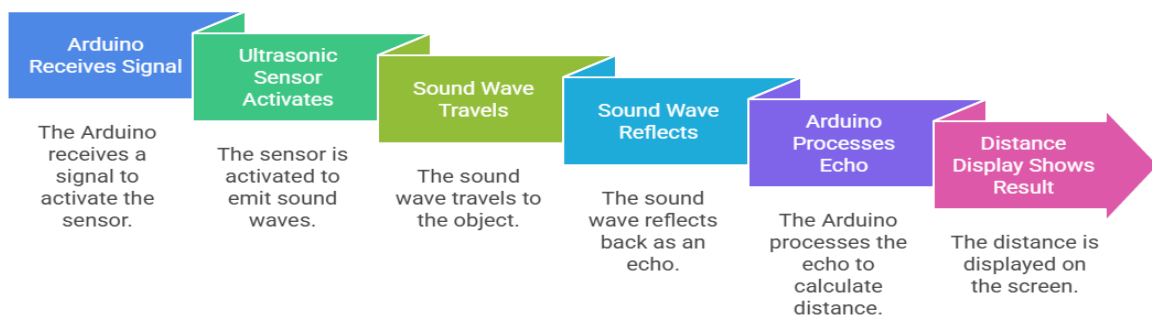 Arduino
Receives Signal
The Arduino
receives a
signal to
activate the
sensor.
Ultrasonic
Sensor
Activates
The sensor is
activated to
emit sound
waves.
Sound Wave
Travels
The sound
wave travels to
the object.
Sound Wave
Reflects
The sound
wave reflects
back as an
echo.
Arduino
Processes
Echo
The Arduino
processes the
echo to
calculate
distance.
Distance
Display Shows
Result
The distance is
displayed on
the screen.